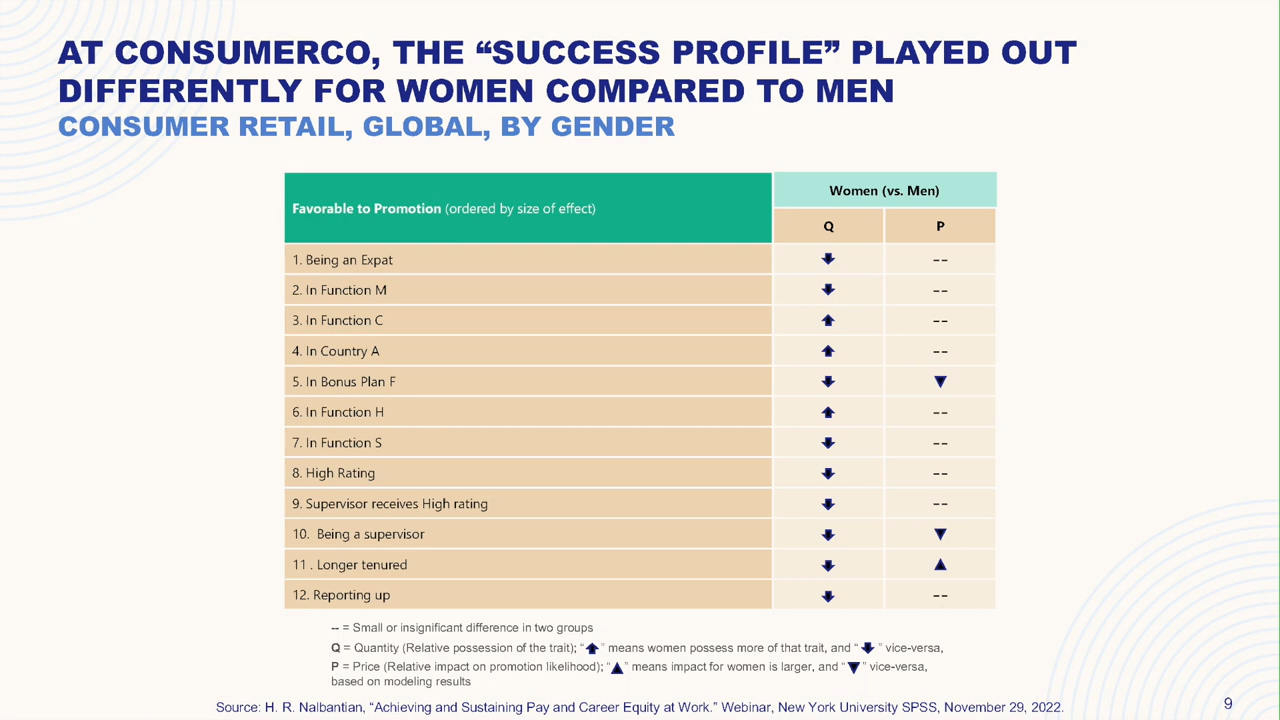 AT CONSUMERCO, THE “SUCCESS PROFILE” PLAYED OUT
DIFFERENTLY FOR WOMEN COMPARED TO MEN
CONSUMER RETAIL, GLOBAL, BY GENDER
Favorable to Promotion (ordered by size of effect)
Women (vs. Men)
Q P
1. Being an Expat --
2. In Function M --
3. In Function C --
4. In Country A --
5. In Bonus Plan F
6. In Function H --
7. In Function S --
8. High Rating --
9. Supervisor receives High rating --
10. Being a supervisor
11 . Longer tenured
12. Reporting up --
-- = Small or insignificant difference in two groups
Q = Quantity (Relative possession of the trait); “ ” means women possess more of that trait, and “ ” vice-versa,
P = Price (Relative impact on promotion likelihood); “ ” means impact for women is larger, and “ ” vice-versa,
based on modeling results
Source: H. R. Nalbantian, “Achieving and Sustaining Pay and Career Equity at Work.” Webinar, New York University SPSS, November 29, 2022.
9